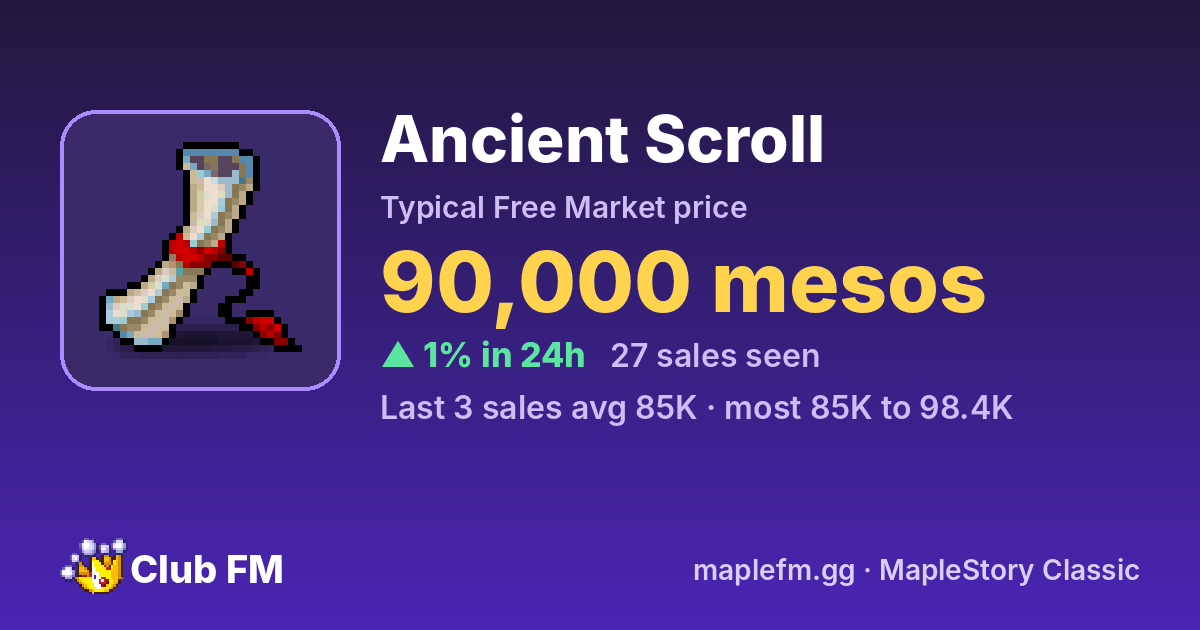 Ancient Scroll
Typical Free Market price
90,000 mesos
▲ 1% in 24h 27 sales seen
Last 3 sales avg 85K · most 85K to 98.4K
Club FM
maplefm.gg · MapleStory Classic